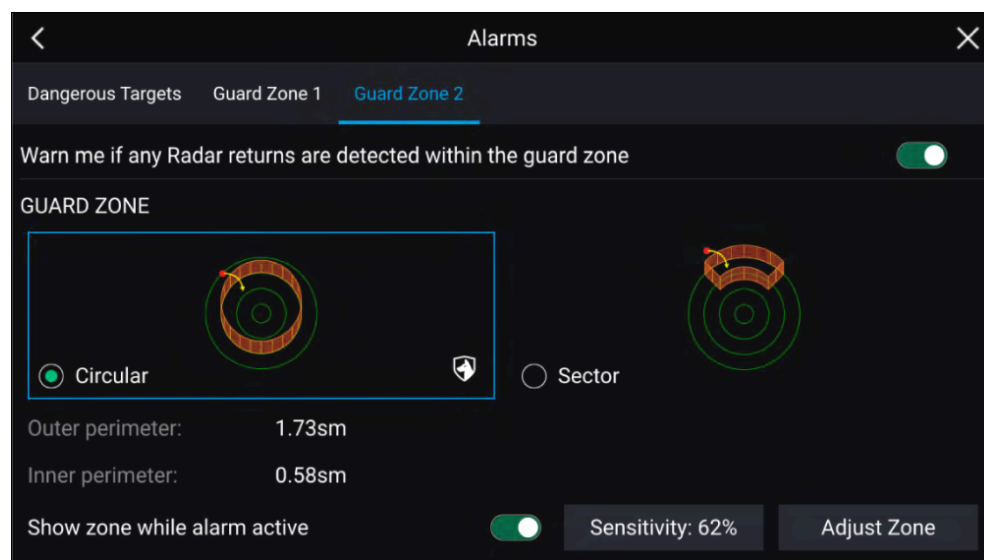 Alarms
Dangerous Targets Guard Zone 1 Guard Zone 2
Warn me if any Radar returns are detected within the guard zone
GUARD ZONE
Circular Sector
Outer perimeter: 1.73sm
Inner perimeter: 0.58sm
Show zone while alarm active Sensitivity: 62% Adjust Zone